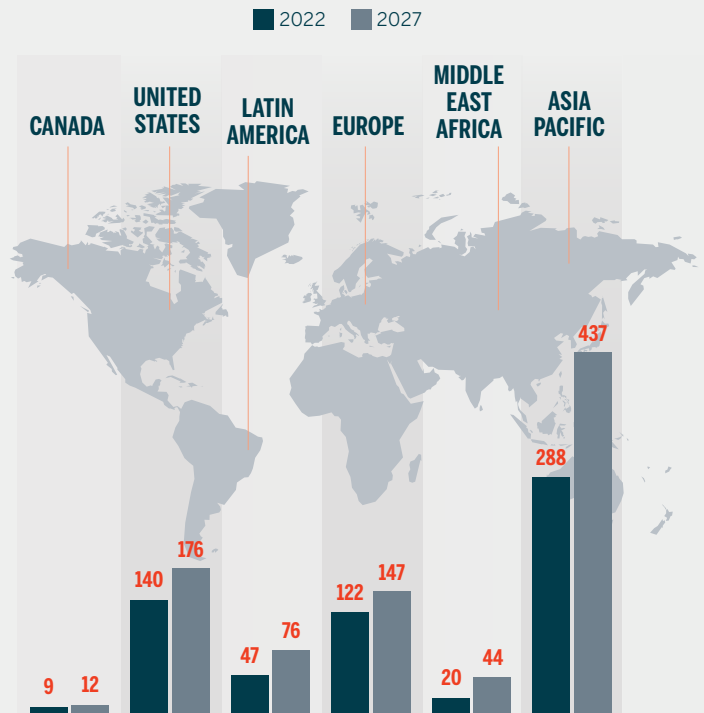 2022 2027
CANADA
UNITED
STATES
LATIN
AMERICA
EUROPE
MIDDLE
EAST
AFRICA
ASIA
PACIFIC
9 12
140 176
47 76
122 147
20 44
288 437